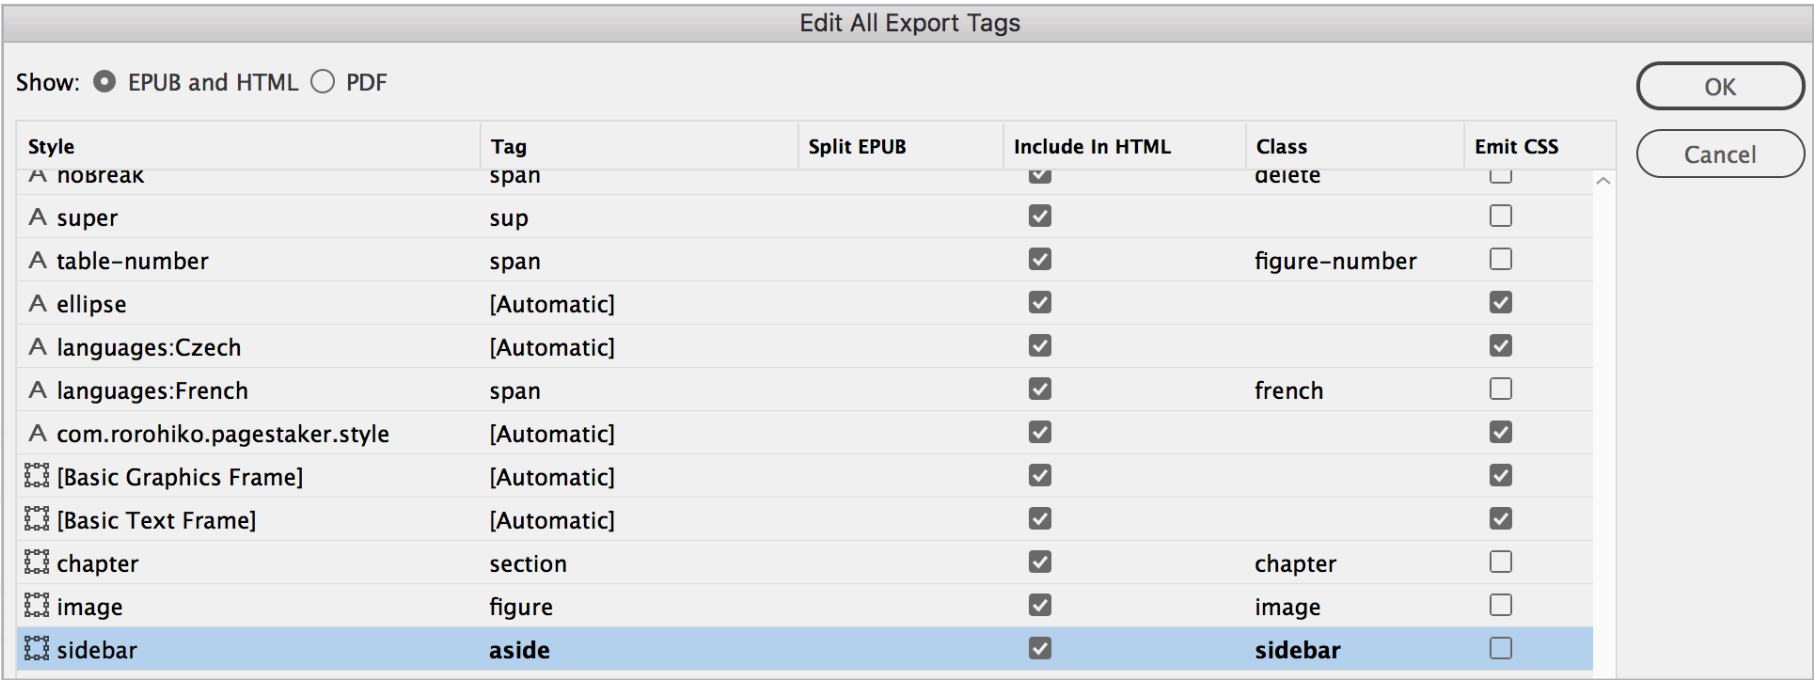 Edit All Export Tags
Show: EPUB and HTML PDF
OK
Cancel
Style Tag Split EPUB Include In HTML Class Emit CSS
A noBreak span delete
A super sup
A table-number span figure-number
A ellipse [Automatic]
A languages:Czech [Automatic]
A languages:French span french
A com.rorohiko.pagestaker.style [Automatic]
[Basic Graphics Frame] [Automatic]
[Basic Text Frame] [Automatic]
chapter section chapter
image figure image
sidebar aside sidebar